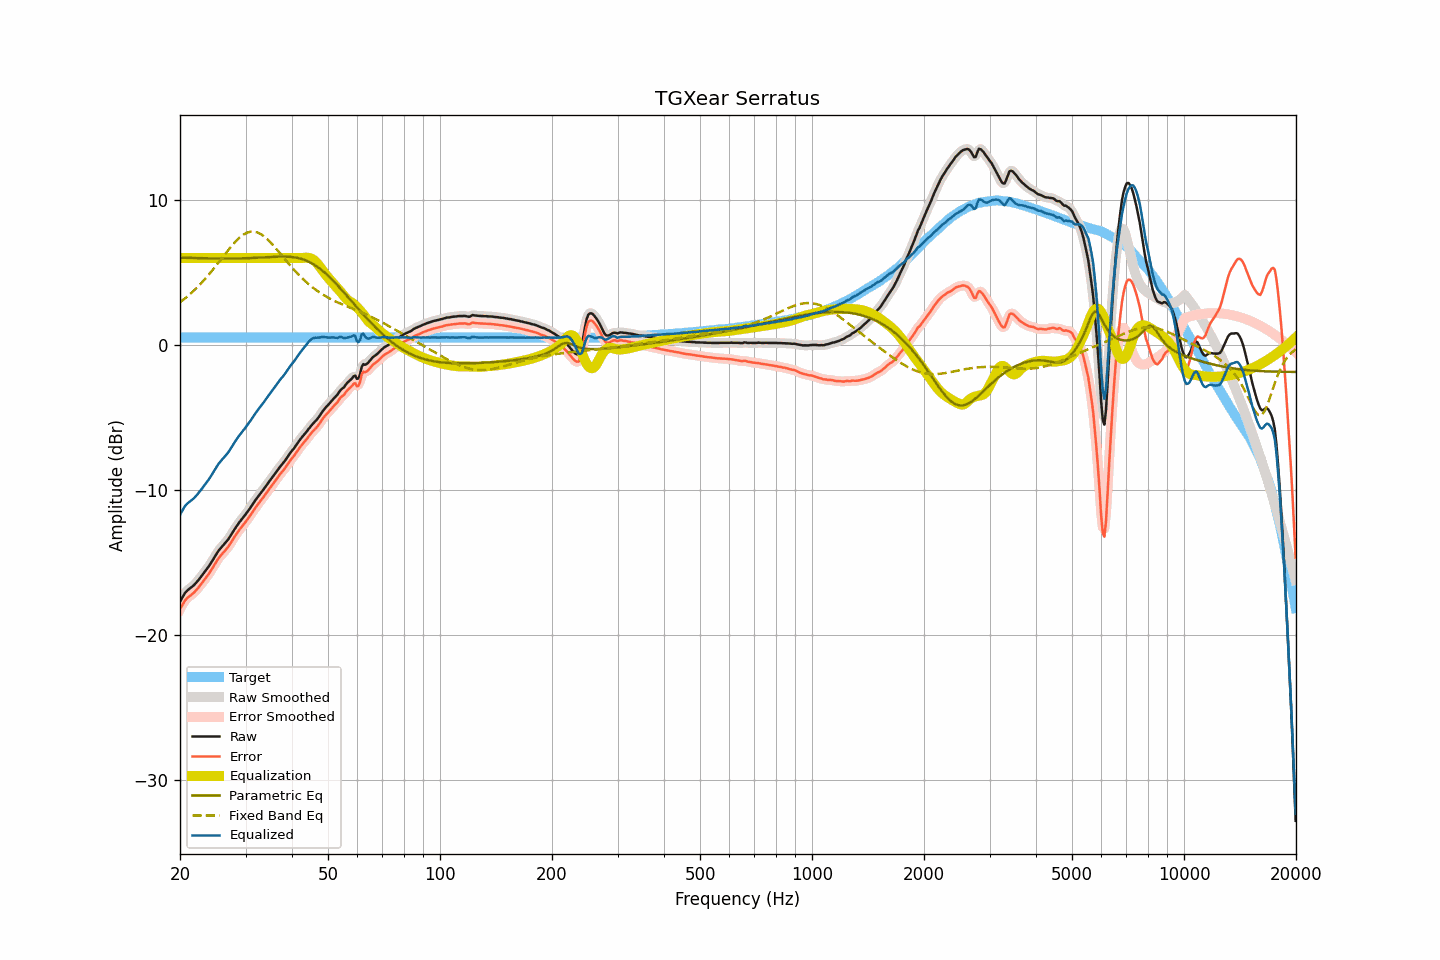 TGXear Serratus
Amplitude (dBr)
10
0
−10
−20
−30
Target
Raw Smoothed
Error Smoothed
Raw
Error
Equalization
Parametric Eq
Fixed Band Eq
Equalized
20 50 100 200 500 1000 2000 5000 10000 20000
Frequency (Hz)